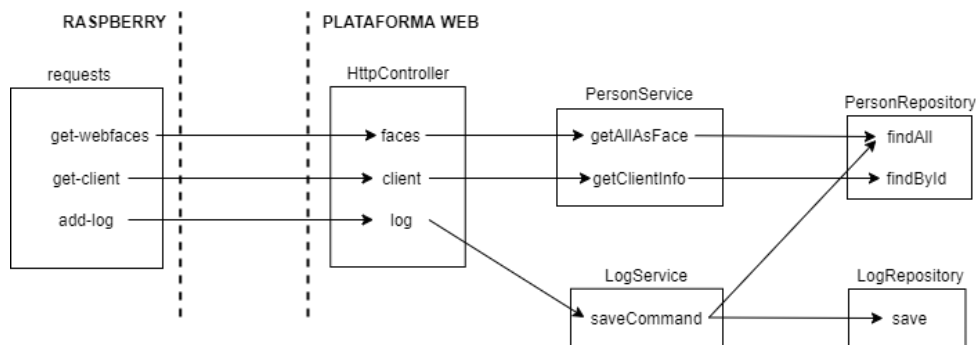 RASPBERRY
PLATAFORMA WEB
requests
get-webfaces
get-client
add-log
HttpController
faces
client
log
PersonService
getAllAsFace
getClientInfo
PersonRepository
findAll
findById
LogService
saveCommand
LogRepository
save